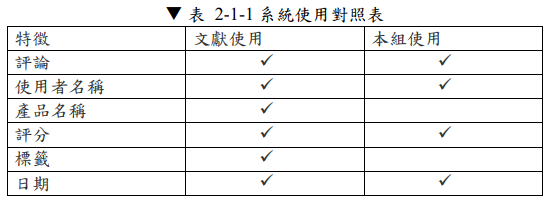 ▼ 表 2-1-1 系統使用對照表
特徵 文獻使用 本組使用
評論 ✓ ✓
使用者名稱 ✓ ✓
產品名稱 ✓
評分 ✓ ✓
標籤 ✓
日期 ✓ ✓